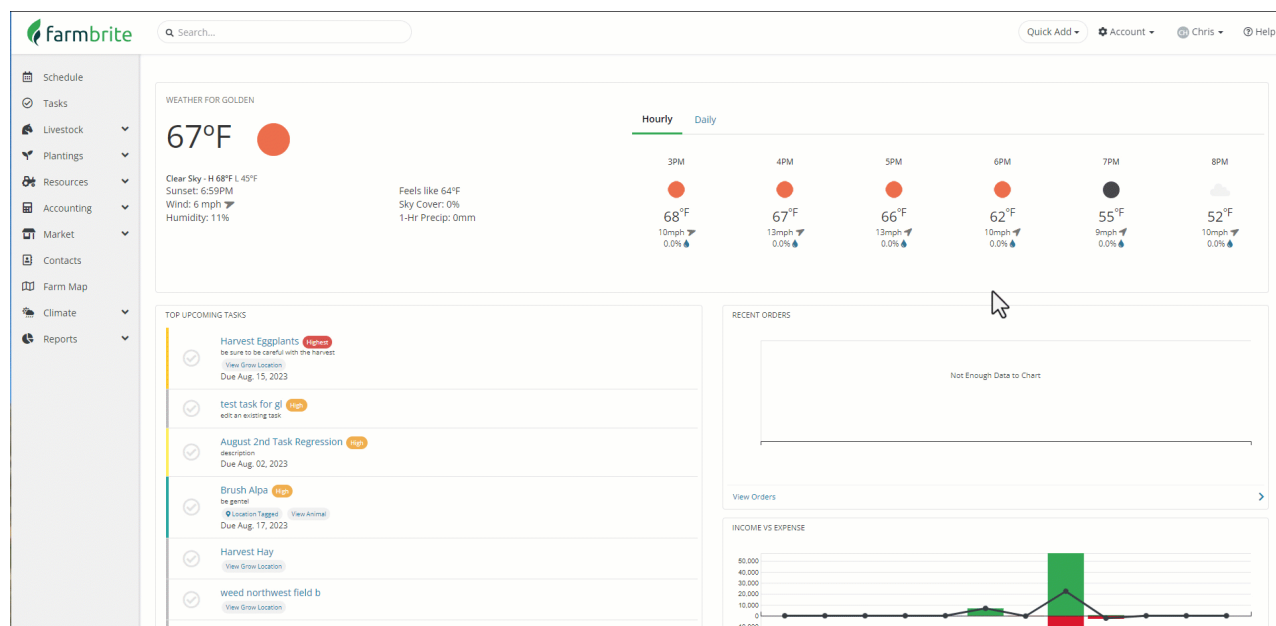 farmbrite
Search...
Quick Add
Account
CH Chris
Help
Schedule
Tasks
Livestock
Plantings
Resources
Accounting
Market
Contacts
Farm Map
Climate
Reports
WEATHER FOR GOLDEN
67°F
Clear Sky - H 68°F L 45°F
Sunset: 6:59PM
Wind: 6 mph
Humidity: 11%
Feels like 64°F
Sky Cover: 0%
1-Hr Precip: 0mm
Hourly Daily
3PM 4PM 5PM 6PM 7PM 8PM
68°F 67°F 66°F 62°F 55°F 52°F
10mph 13mph 13mph 10mph 9mph 10mph
0.0% 0.0% 0.0% 0.0% 0.0% 0.0%
TOP UPCOMING TASKS
Harvest Eggplants Highest
be sure to be careful with the harvest
View Grow Location
Due Aug. 15, 2023
test task for gl High
edit an existing task
August 2nd Task Regression High
description
Due Aug. 02, 2023
Brush Alpa High
be gentel
Location Tagged View Animal
Due Aug. 17, 2023
Harvest Hay
View Grow Location
weed northwest field b
View Grow Location
RECENT ORDERS
Not Enough Data to Chart
View Orders
INCOME VS EXPENSE
50,000
40,000
30,000
20,000
10,000
0